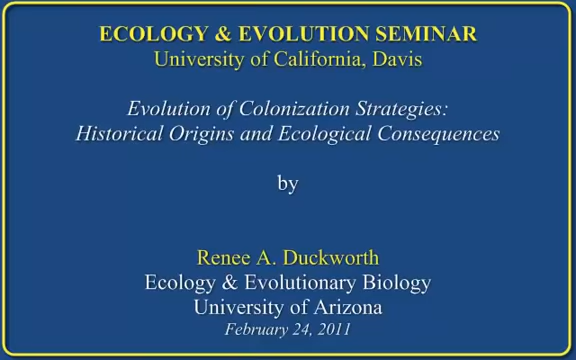 ECOLOGY & EVOLUTION SEMINAR
University of California, Davis
Evolution of Colonization Strategies:
Historical Origins and Ecological Consequences
by
Renee A. Duckworth
Ecology & Evolutionary Biology
University of Arizona
February 24, 2011